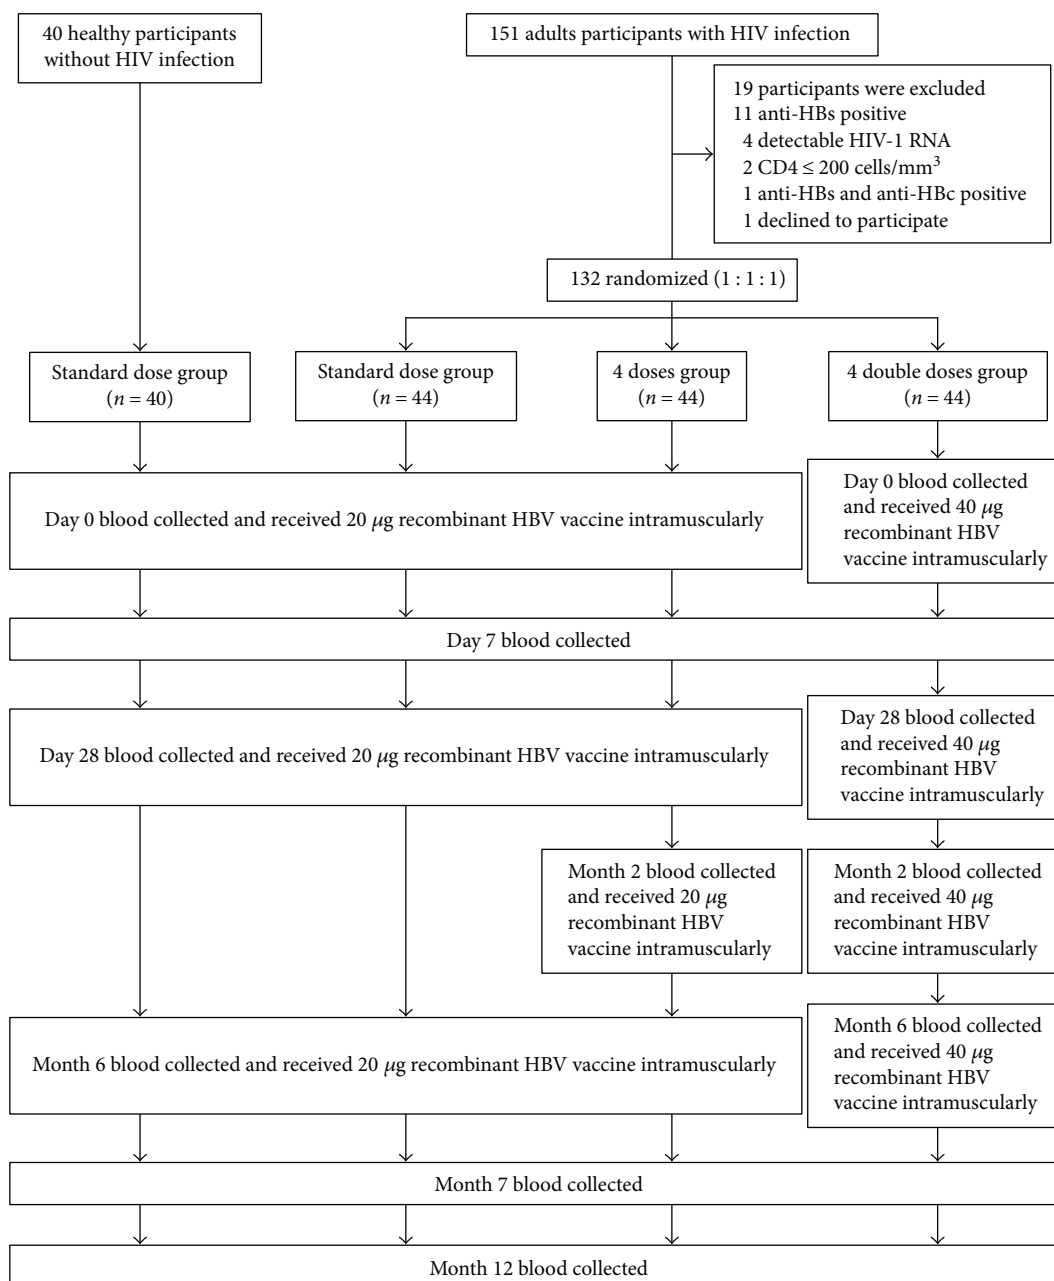 40 healthy participants
without HIV infection
151 adults participants with HIV infection
19 participants were excluded
11 anti-HBs positive
4 detectable HIV-1 RNA
2 CD4 ≤ 200 cells/mm³
1 anti-HBs and anti-HBc positive
1 declined to participate
132 randomized (1 : 1 : 1)
Standard dose group
(n = 40)
Standard dose group
(n = 44)
4 doses group
(n = 44)
4 double doses group
(n = 44)
Day 0 blood collected and received 20 μg recombinant HBV vaccine intramuscularly
Day 0 blood collected
and received 40 μg
recombinant HBV
vaccine intramuscularly
Day 7 blood collected
Day 28 blood collected and received 20 μg recombinant HBV vaccine intramuscularly
Day 28 blood collected
and received 40 μg
recombinant HBV
vaccine intramuscularly
Month 2 blood collected
and received 20 μg
recombinant HBV
vaccine intramuscularly
Month 2 blood collected
and received 40 μg
recombinant HBV
vaccine intramuscularly
Month 6 blood collected and received 20 μg recombinant HBV vaccine intramuscularly
Month 6 blood collected
and received 40 μg
recombinant HBV
vaccine intramuscularly
Month 7 blood collected
Month 12 blood collected